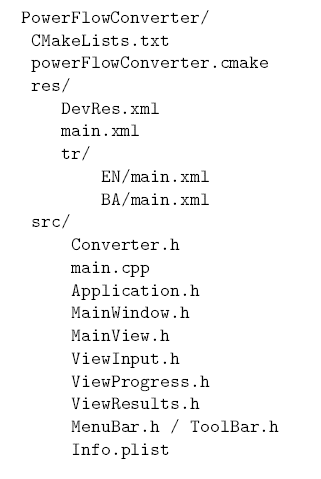 PowerFlowConverter/
CMakeLists.txt
powerFlowConverter.cmake
res/
DevRes.xml
main.xml
tr/
EN/main.xml
BA/main.xml
src/
Converter.h
main.cpp
Application.h
MainWindow.h
MainView.h
ViewInput.h
ViewProgress.h
ViewResults.h
MenuBar.h / ToolBar.h
Info.plist